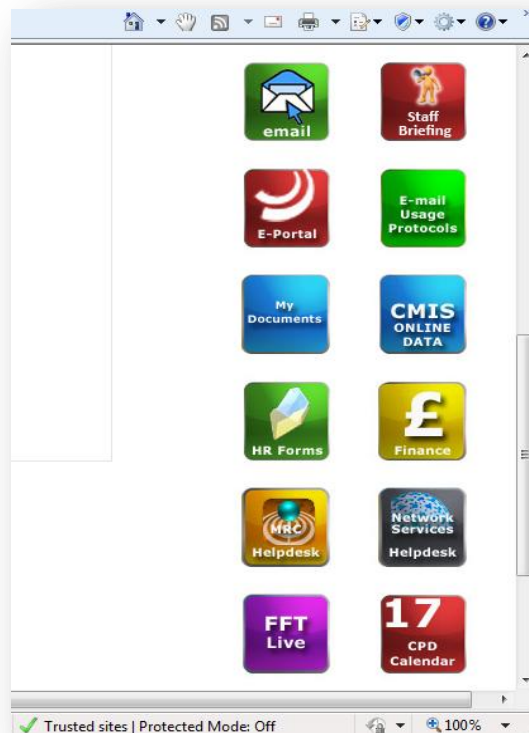 email
Staff
Briefing
E-Portal
E-mail
Usage
Protocols
My
Documents
CMIS
ONLINE
DATA
HR Forms
£
Finance
MRC
Helpdesk
Network
Services
Helpdesk
FFT
Live
17
CPD
Calendar
Trusted sites | Protected Mode: Off
100%